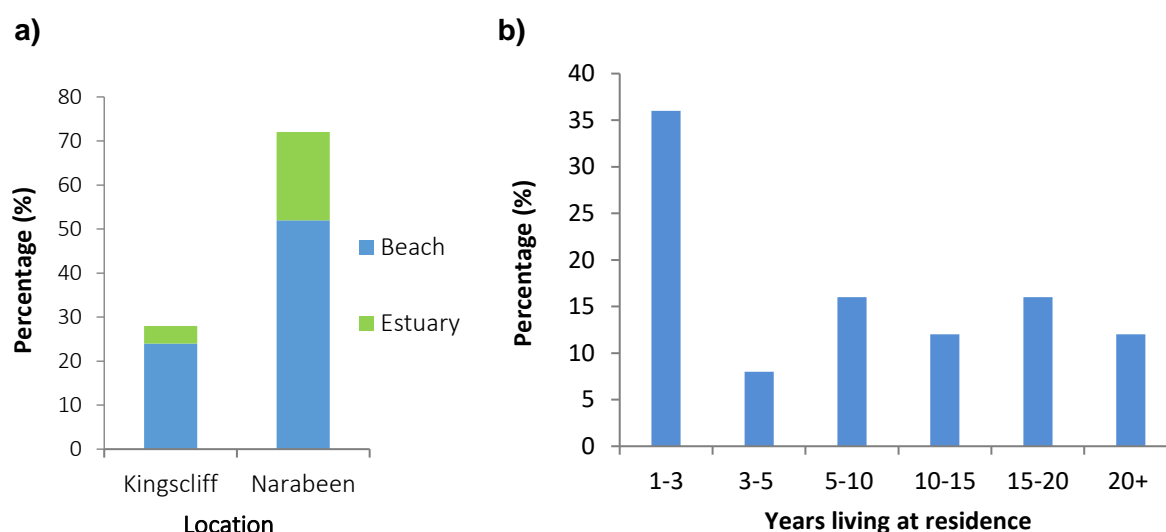 a)
Percentage (%)
80
70
60
50
40
30
20
10
0
Kingscliff Narabeen
Location
Beach
Estuary
b)
Percentage (%)
40
35
30
25
20
15
10
5
0
1-3 3-5 5-10 10-15 15-20 20+
Years living at residence